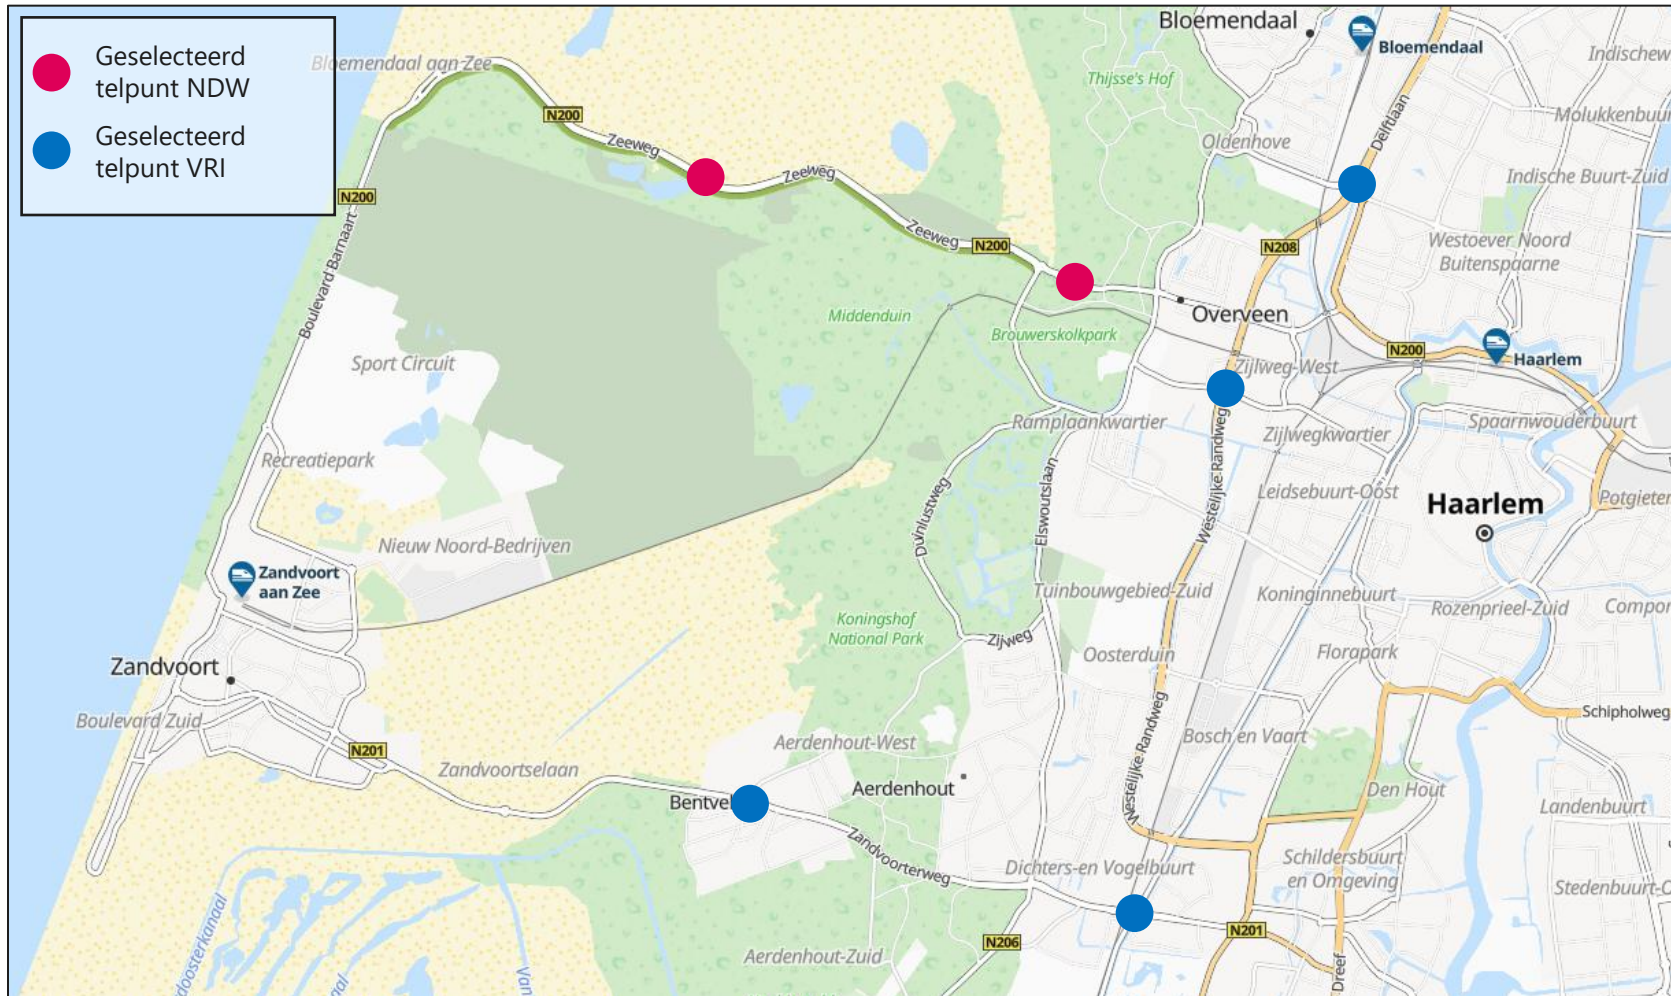 Geselecteerd
telpunt NDW
Geselecteerd
telpunt VRI
Bloemendaal
Bloemendaal
Bloemendaal aan Zee
Thijsse's Hof
Delftlaan
N200
Zeeweg
Oldenhove
Zeeweg
Indische Buurt-Zuid
N200
Boulevard Barnaart
Zeeweg
N200
N208
Westoever Noord
Buitenspaarne
Middenduin
Overveen
Brouwerskolkpark
Sport Circuit
N200
Haarlem
Zijlweg-West
Ramplaankwartier
Zijlwegkwartier
Spaarnwouderbuurt
Recreatiepark
Westelijke Randweg
Duinlustweg
Elswoutslaan
Leidsebuurt-Oost
Haarlem
Nieuw Noord-Bedrijven
Zandvoort
aan Zee
Tuinbouwgebied-Zuid
Koninginnebuurt
Rozenprieel-Zuid
Koningshof
National Park
Zijweg
Oosterduin
Florapark
Zandvoort
Boulevard Zuid
Schipholweg
Westelijke Randweg
Bosch en Vaart
N201
Zandvoortselaan
Aerdenhout-West
Aerdenhout
Den Hout
Landenbuurt
Zandvoorterweg
Dichters-en Vogelbuurt
Schildersbuurt
en Omgeving
N201
N206
Aerdenhout-Zuid
Dreef
Van